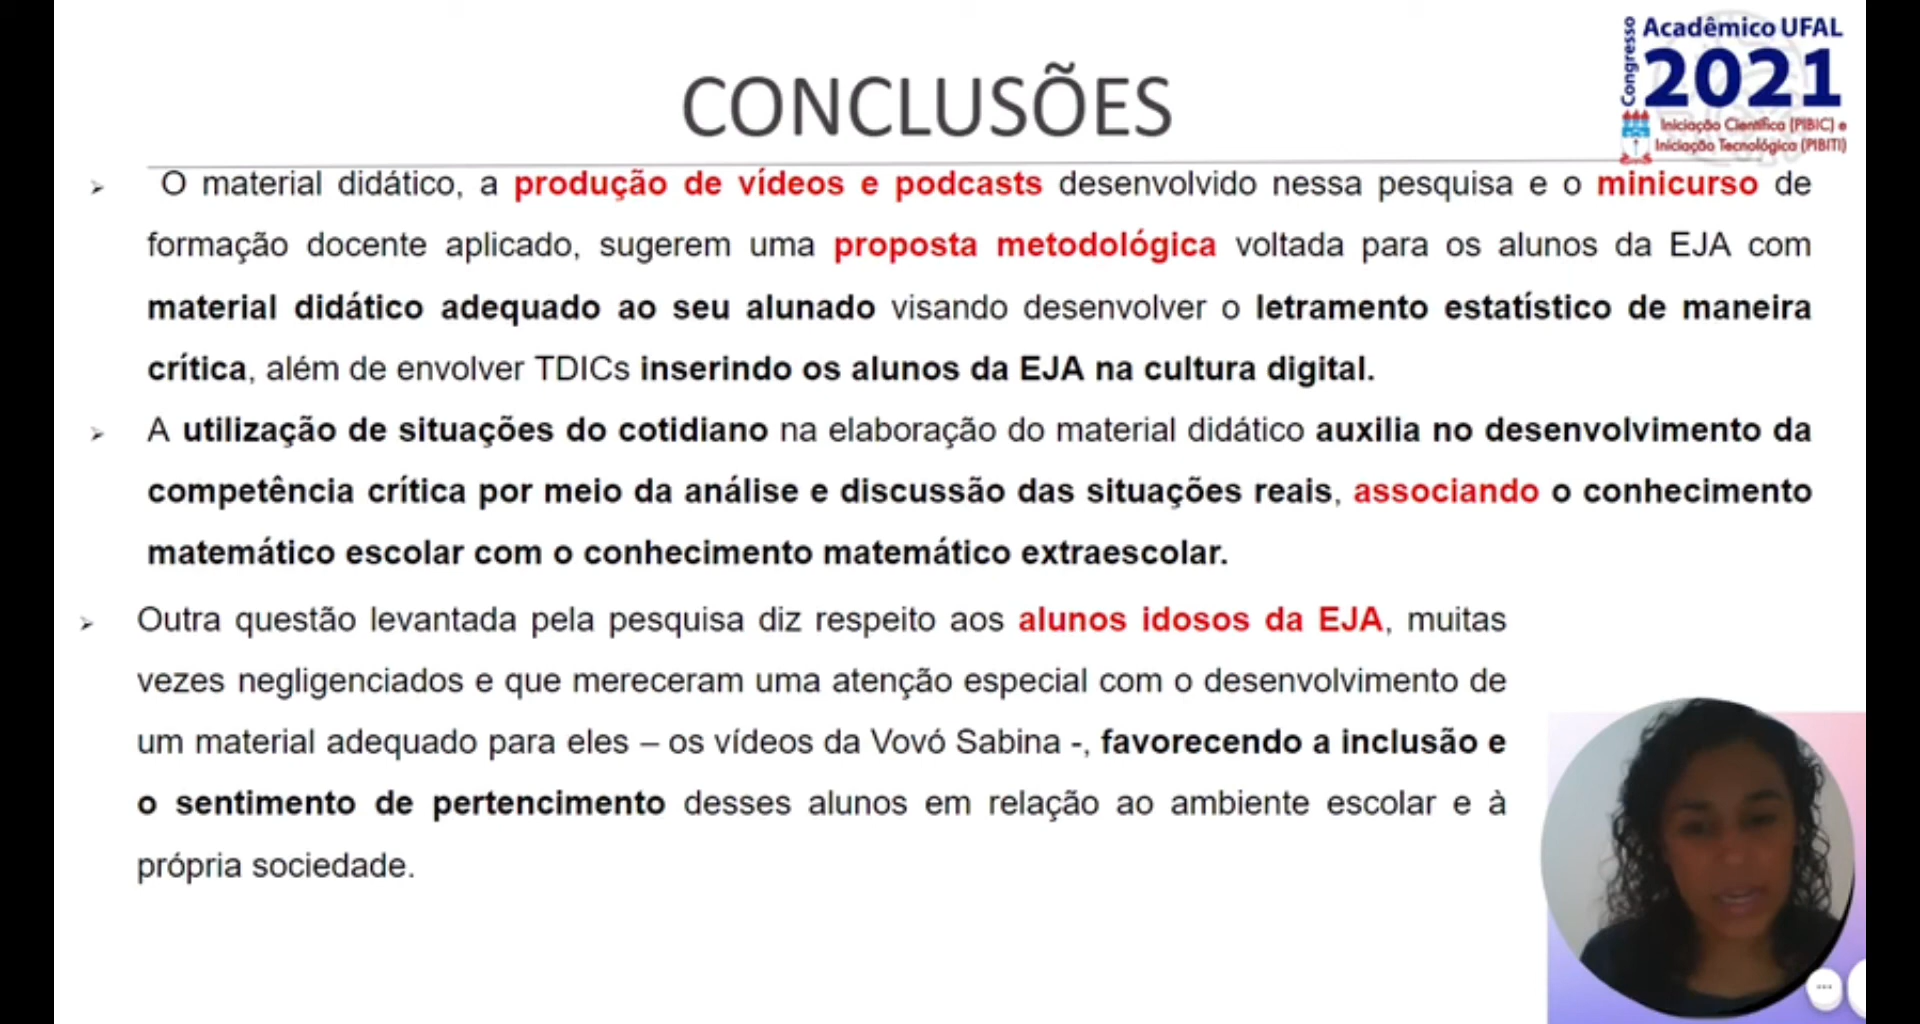 Congresso
Acadêmico UFAL
2021
Iniciação Científica (PIBIC) e
Iniciação Tecnológica (PIBITI)
CONCLUSÕES
➢ O material didático, a produção de vídeos e podcasts desenvolvido nessa pesquisa e o minicurso de
formação docente aplicado, sugerem uma proposta metodológica voltada para os alunos da EJA com
material didático adequado ao seu alunado visando desenvolver o letramento estatístico de maneira
crítica, além de envolver TDICs inserindo os alunos da EJA na cultura digital.
➢ A utilização de situações do cotidiano na elaboração do material didático auxilia no desenvolvimento da
competência crítica por meio da análise e discussão das situações reais, associando o conhecimento
matemático escolar com o conhecimento matemático extraescolar.
➢ Outra questão levantada pela pesquisa diz respeito aos alunos idosos da EJA, muitas
vezes negligenciados e que mereceram uma atenção especial com o desenvolvimento de
um material adequado para eles – os vídeos da Vovó Sabina -, favorecendo a inclusão e
o sentimento de pertencimento desses alunos em relação ao ambiente escolar e à
própria sociedade.